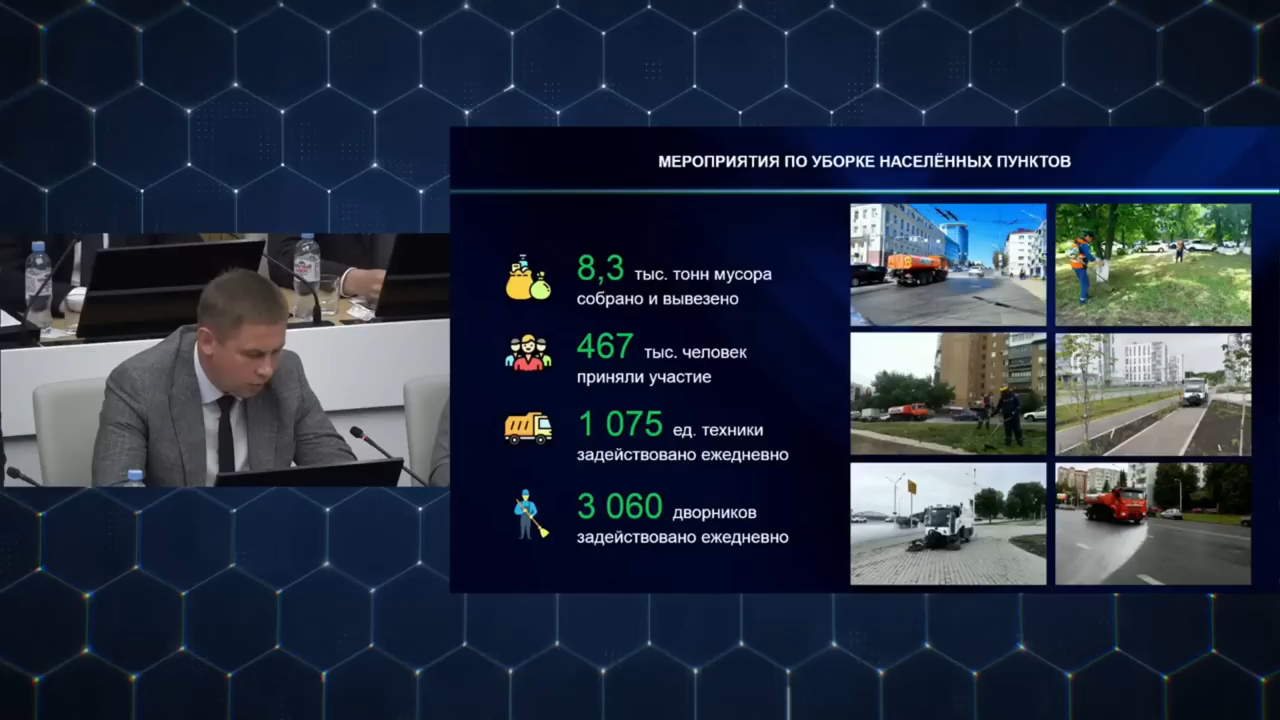 МЕРОПРИЯТИЯ ПО УБОРКЕ НАСЕЛЁННЫХ ПУНКТОВ
8,3 тыс. тонн мусора
собрано и вывезено
467 тыс. человек
приняли участие
1 075 ед. техники
задействовано ежедневно
3 060 дворников
задействовано ежедневно